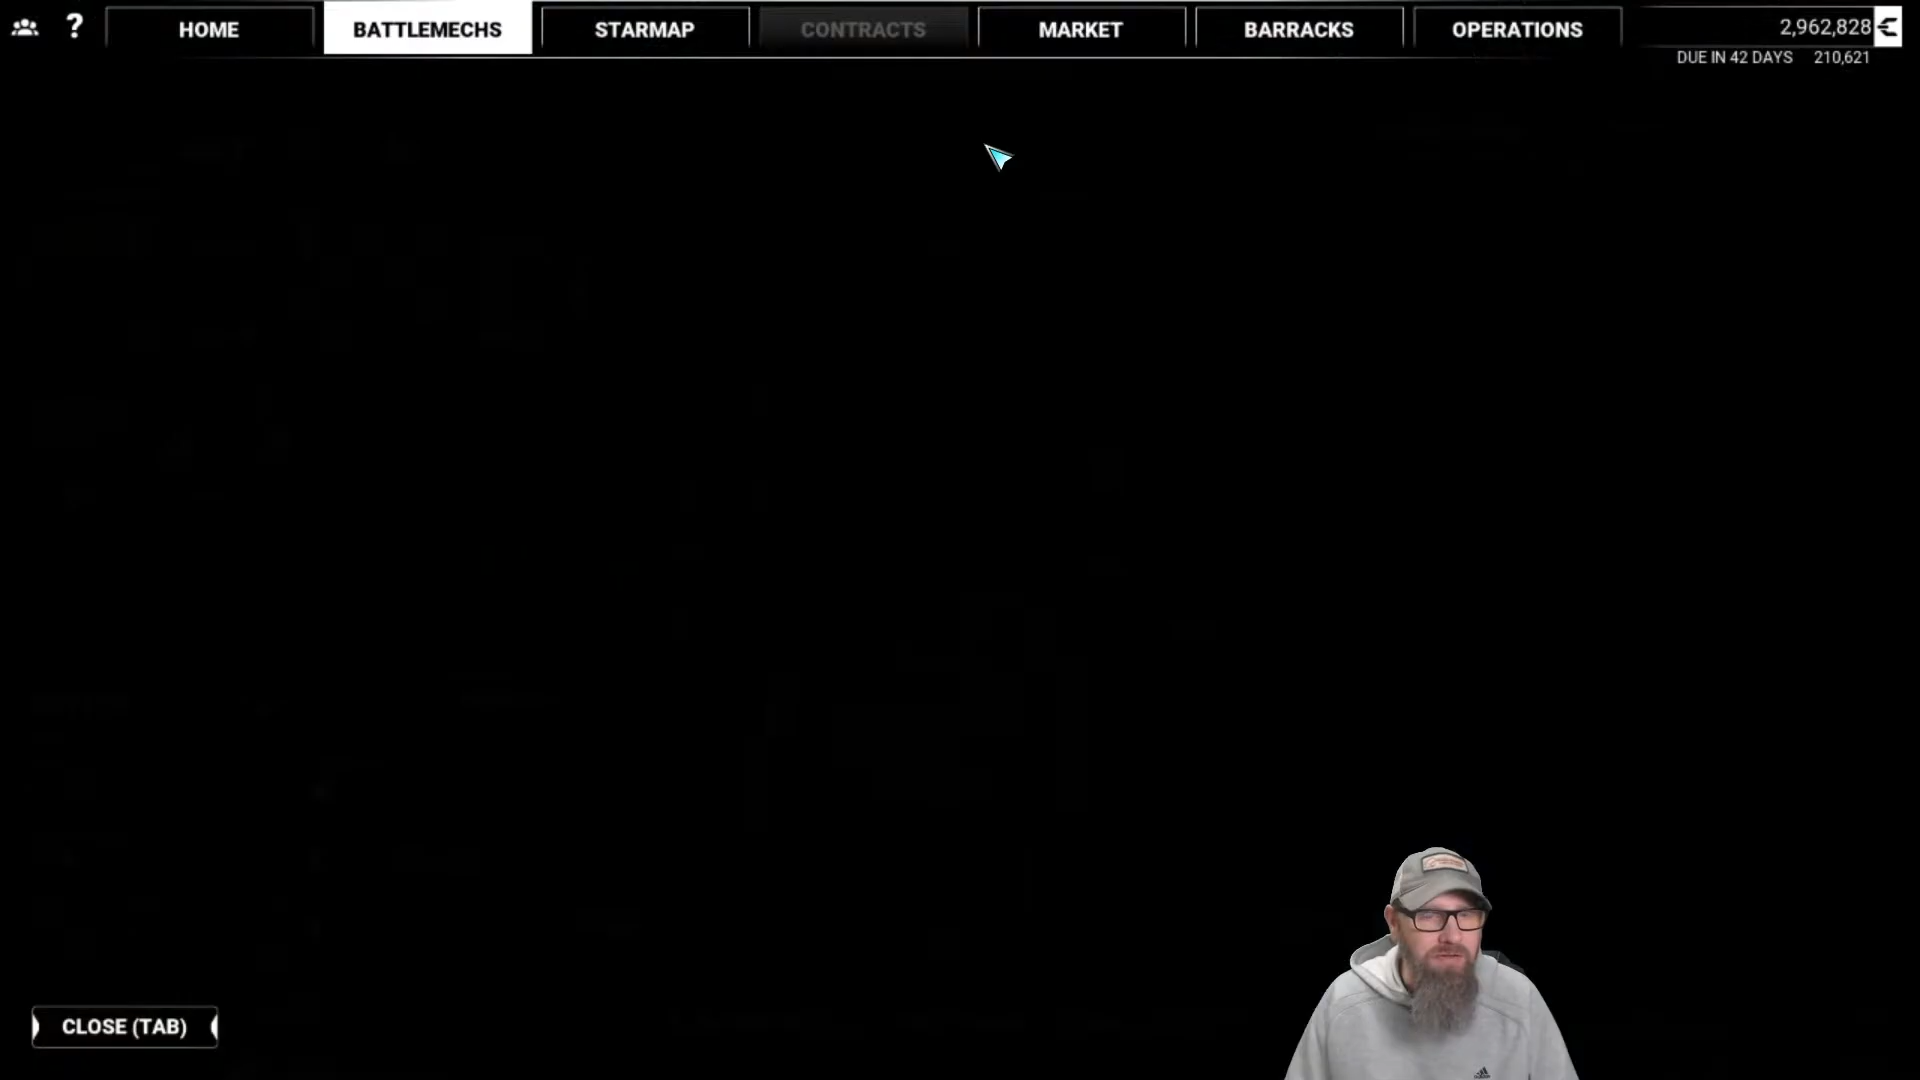 ?
HOME
BATTLEMECHS
STARMAP
CONTRACTS
MARKET
BARRACKS
OPERATIONS
2,962,828
DUE IN 42 DAYS 210,621
CLOSE (TAB)